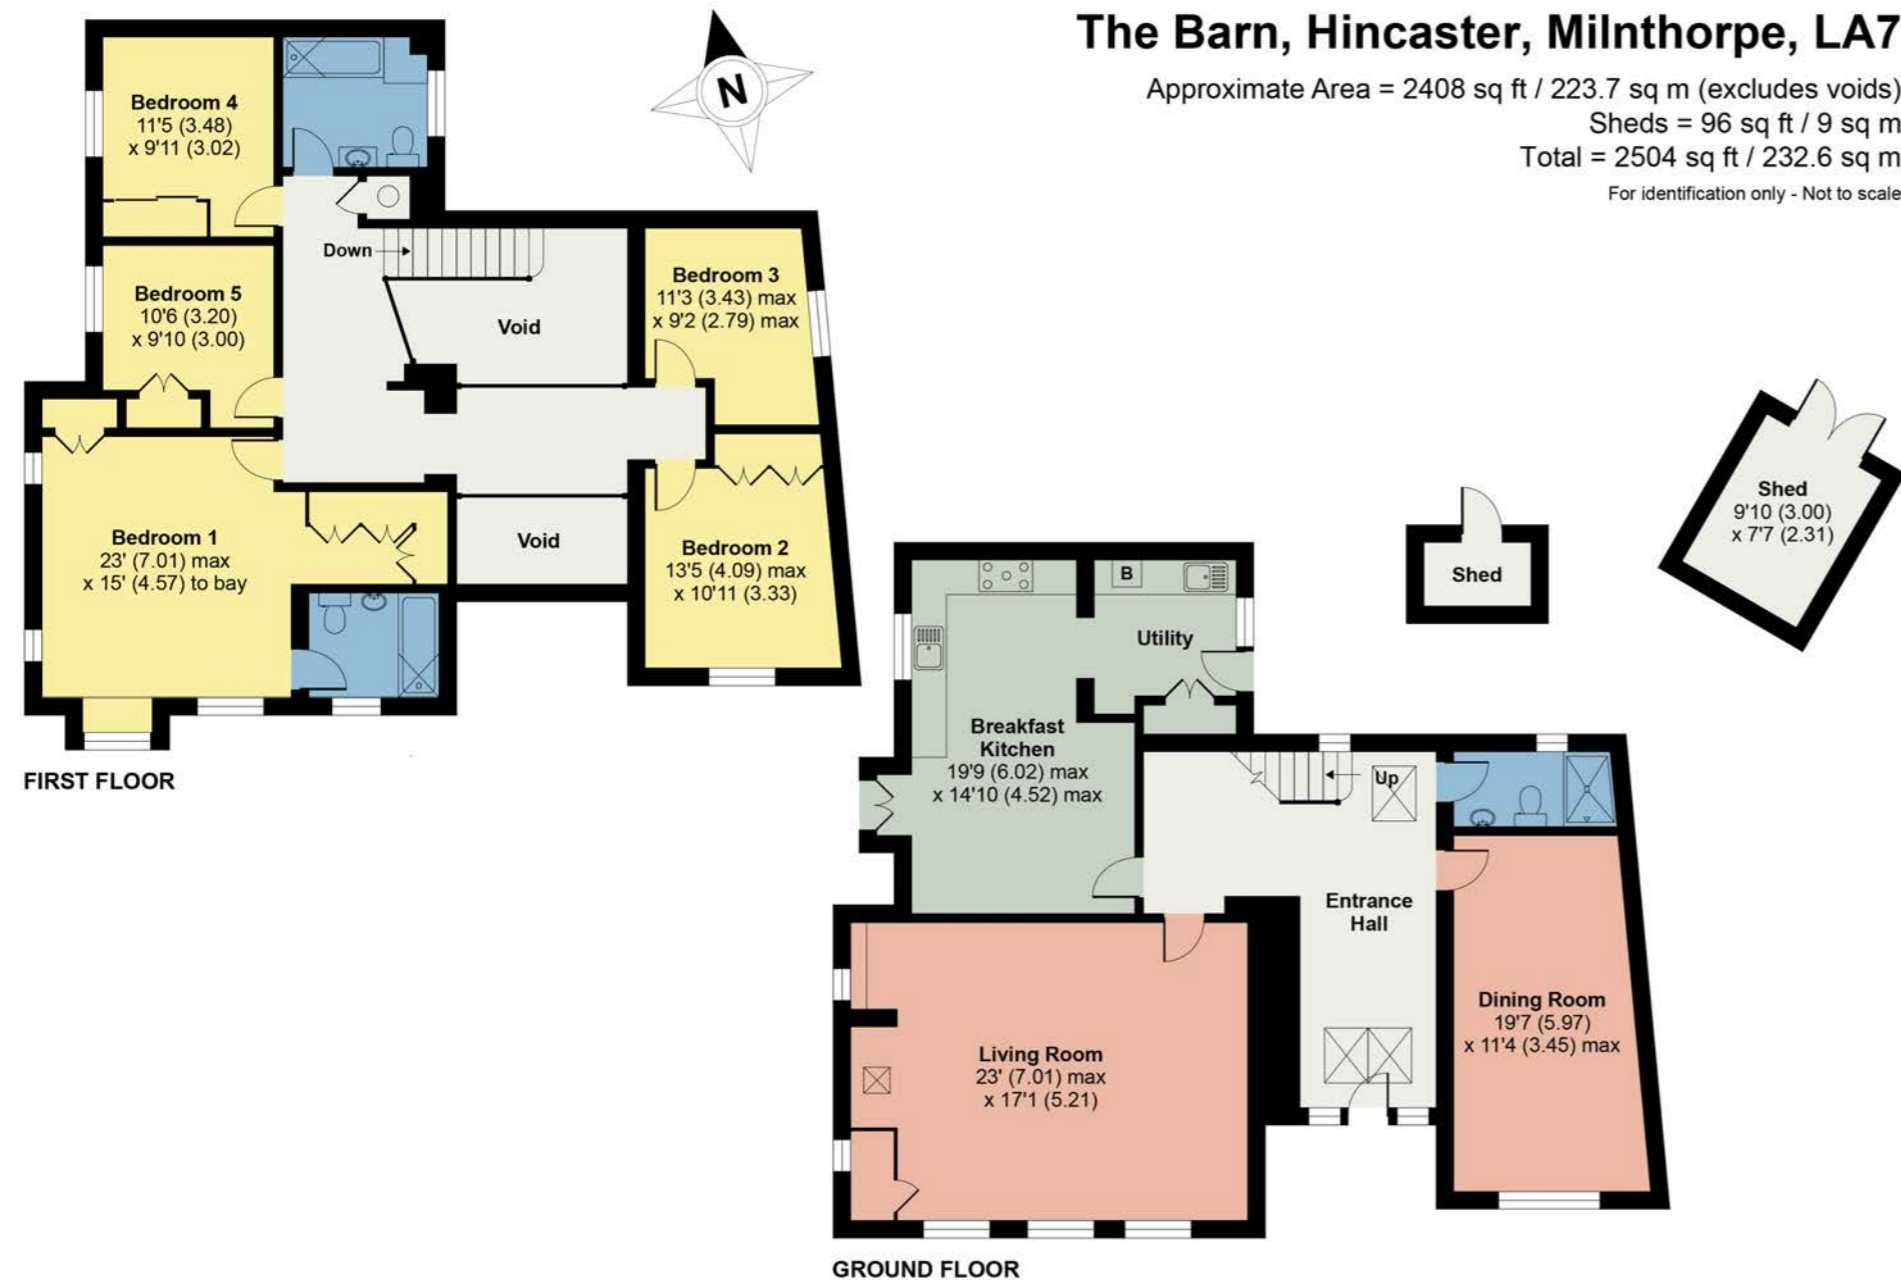 The Barn, Hincaster, Milnthorpe, LA7
Approximate Area = 2408 sq ft / 223.7 sq m (excludes voids)
Sheds = 96 sq ft / 9 sq m
Total = 2504 sq ft / 232.6 sq m
For identification only - Not to scale
N
Bedroom 4
11'5 (3.48)
x 9'11 (3.02)
Down
Bedroom 5
10'6 (3.20)
x 9'10 (3.00)
Void
Bedroom 3
11'3 (3.43) max
x 9'2 (2.79) max
Bedroom 1
23' (7.01) max
x 15' (4.57) to bay
Void
Bedroom 2
13'5 (4.09) max
x 10'11 (3.33)
FIRST FLOOR
Shed
9'10 (3.00)
x 7'7 (2.31)
Shed
B
Utility
Breakfast
Kitchen
19'9 (6.02) max
x 14'10 (4.52) max
Up
Entrance
Hall
Dining Room
19'7 (5.97)
x 11'4 (3.45) max
Living Room
23' (7.01) max
x 17'1 (5.21)
GROUND FLOOR